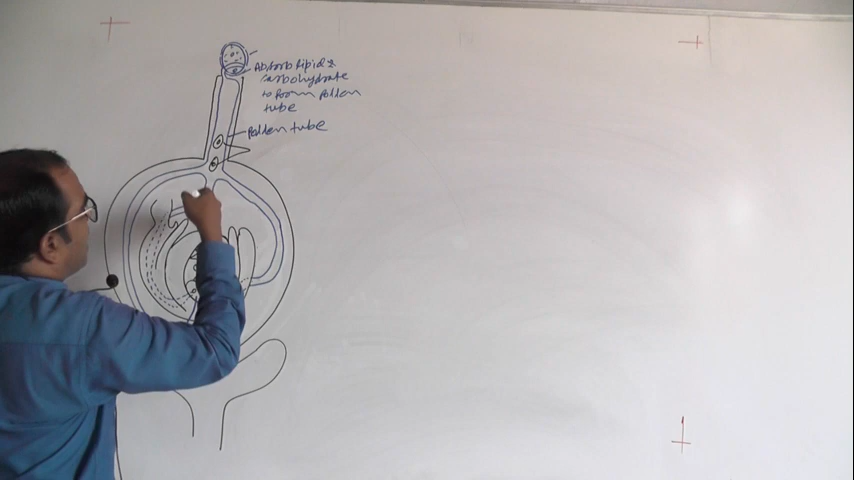 Absorb lipid &
carbohydrate
to form pollen
tube
pollen tube